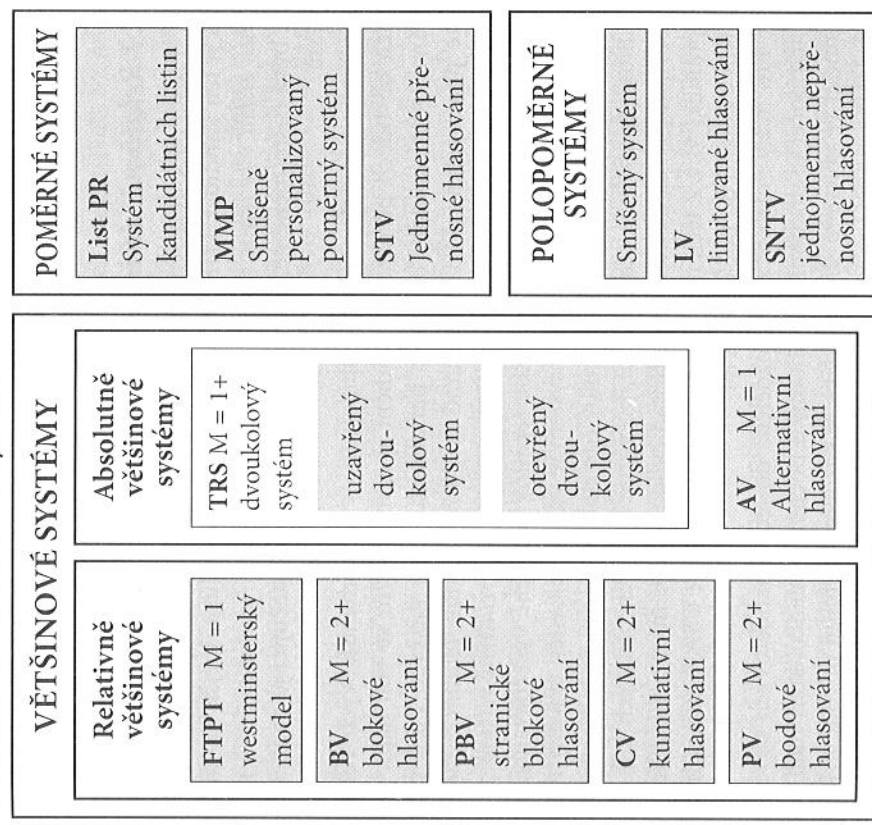 VĚTŠINOVÉ SYSTÉMY
Relativně
většinové
systémy
FTPT M = 1
westminsterský
model
BV M = 2+
blokové
hlasování
PBV M = 2+
stranické
blokové
hlasování
CV M = 2+
kumulativní
hlasování
PV M = 2+
bodové
hlasování
Absolutně
většinové
systémy
TRS M = 1+
dvoukolový
systém
uzavřený
dvou-
kolový
systém
otevřený
dvou-
kolový
systém
AV M = 1
Alternativní
hlasování
POMĚRNÉ SYSTÉMY
List PR
Systém
kandidátních listin
MMP
Smíšeně
personalizovaný
poměrný systém
STV
Jednojmenné pře-
nosné hlasování
POLOPOMĚRNÉ
SYSTÉMY
Smíšený systém
LV
limitované hlasování
SNTV
jednojmenné nepře-
nosné hlasování